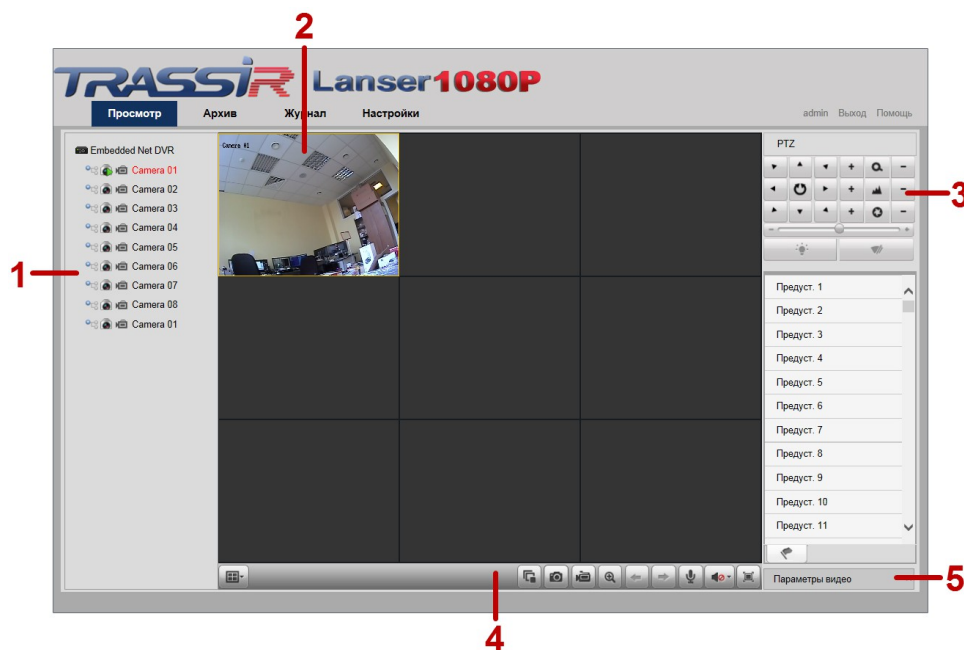 2
TRASSIR Lanser1080P
Просмотр Архив Журнал Настройки admin Выход Помощь
Embedded Net DVR
Camera 01
Camera 02
Camera 03
Camera 04
Camera 05
Camera 06
Camera 07
Camera 08
Camera 01
1
Camera 01
PTZ
3
Предуст. 1
Предуст. 2
Предуст. 3
Предуст. 4
Предуст. 5
Предуст. 6
Предуст. 7
Предуст. 8
Предуст. 9
Предуст. 10
Предуст. 11
Параметры видео
5
4